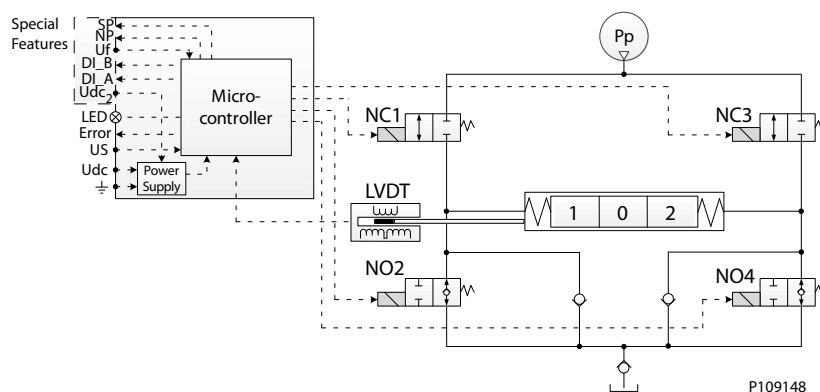 Special
Features
SP
NP
Uf
DI_B
DI_A
Udc2
LED
Error
US
Udc
Micro-
controller
Power
Supply
Pp
NC1
NC3
LVDT
1 0 2
NO2
NO4
P109148